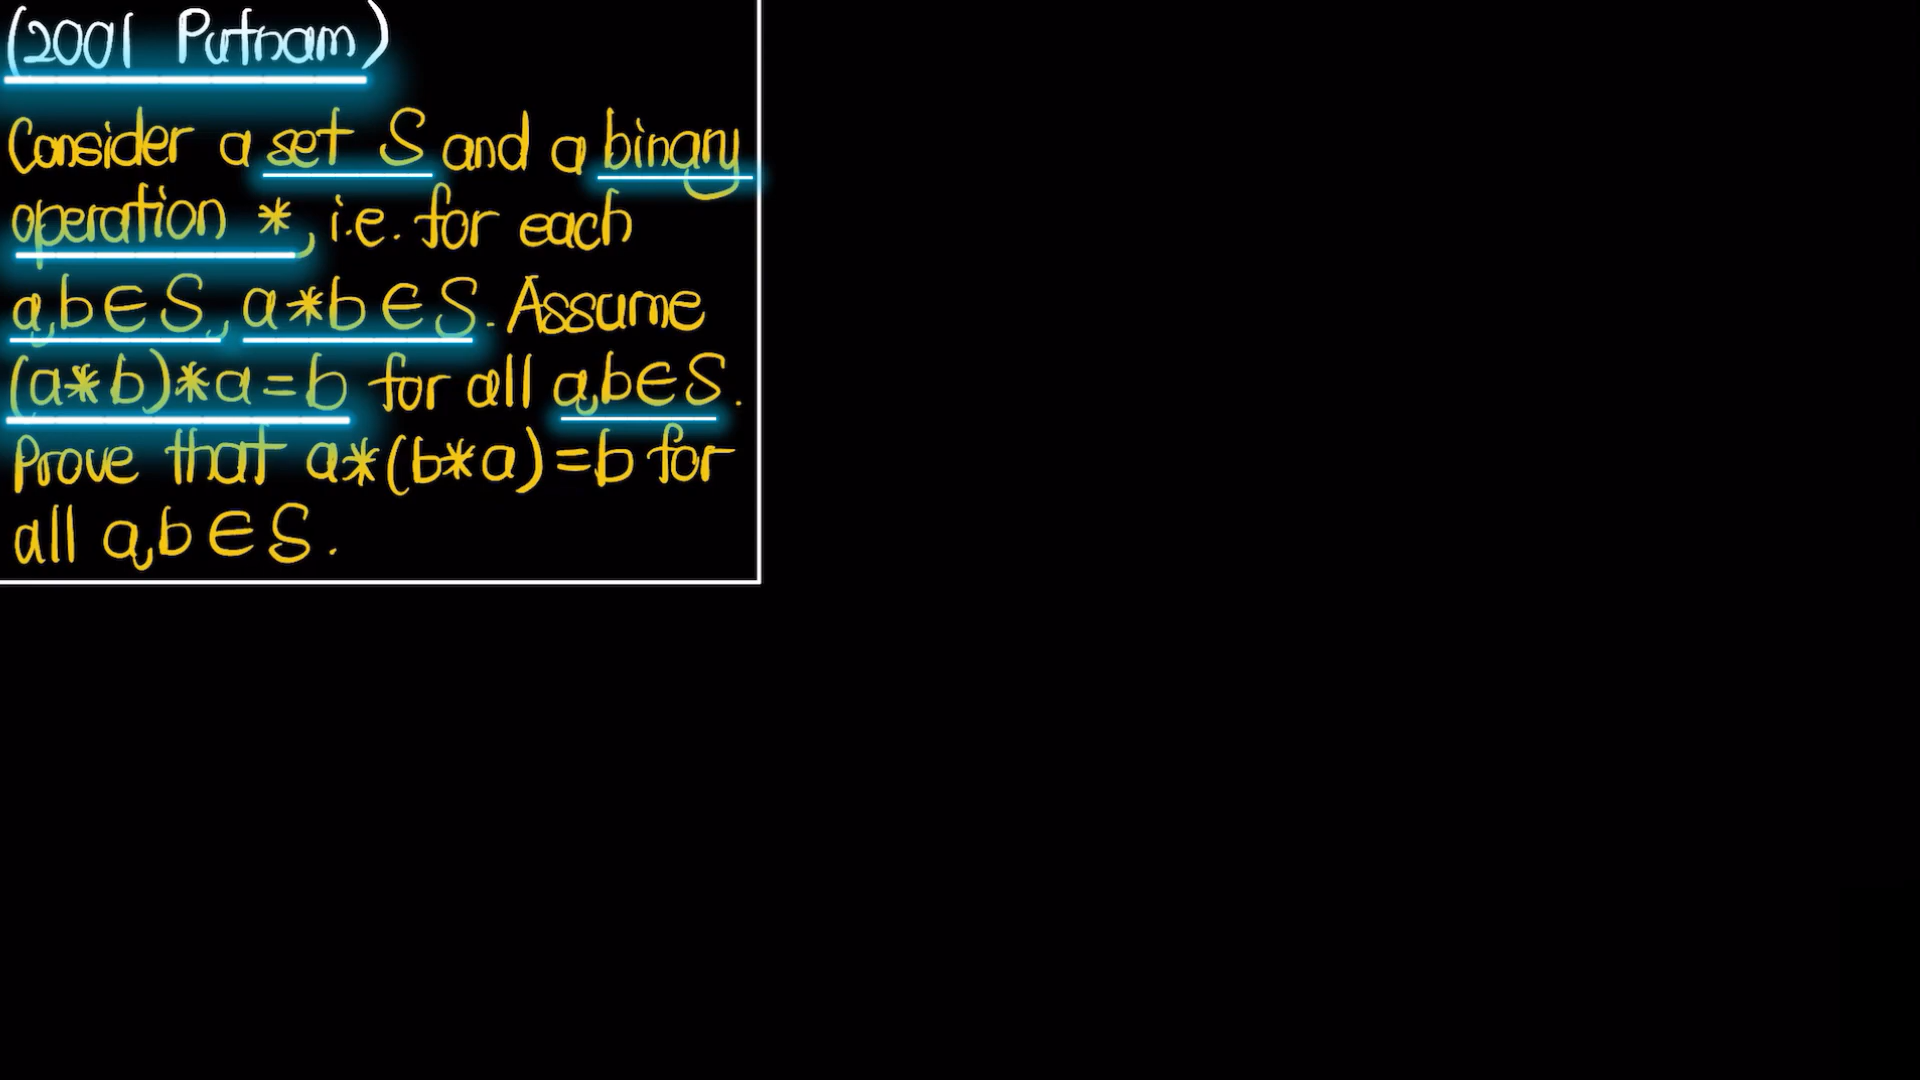 (2001 Putnam)
Consider a set S and a binary
operation *, i.e. for each
a,b∈S, a*b∈S. Assume
(a*b)*a=b for all a,b∈S.
Prove that a*(b*a)=b for
all a,b∈S.